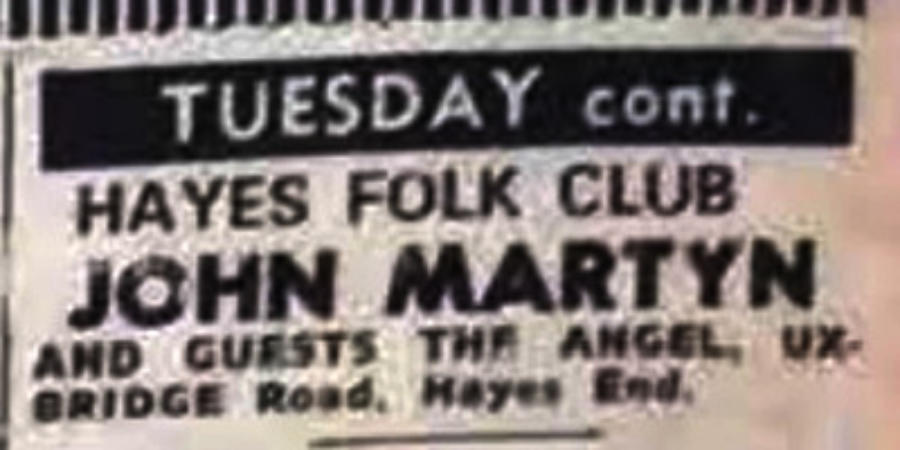 TUESDAY cont.
HAYES FOLK CLUB
JOHN MARTYN
AND GUESTS THE ANGEL, UX-
BRIDGE Road, Hayes End.